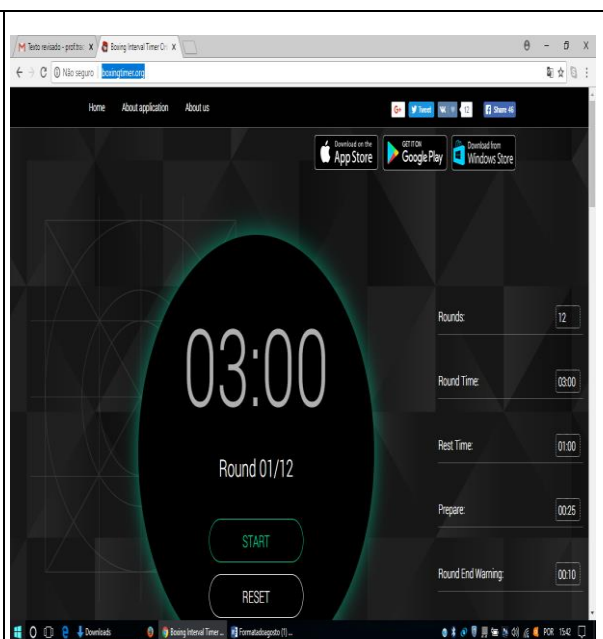 Texto revisado - prof.trac X Boxing Interval Timer On X
Não seguro boxingtimer.org
Home About application About us
G+ Tweet 12 Share 46
Download on the App Store
GET IT ON Google Play
Download from Windows Store
03:00
Round 01/12
START
RESET
Rounds: 12
Round Time: 03:00
Rest Time: 01:00
Prepare: 00:25
Round End Warning: 00:10
Downloads Boxing Interval Timer ... Formatadoagosto (1) ... POR 15:42